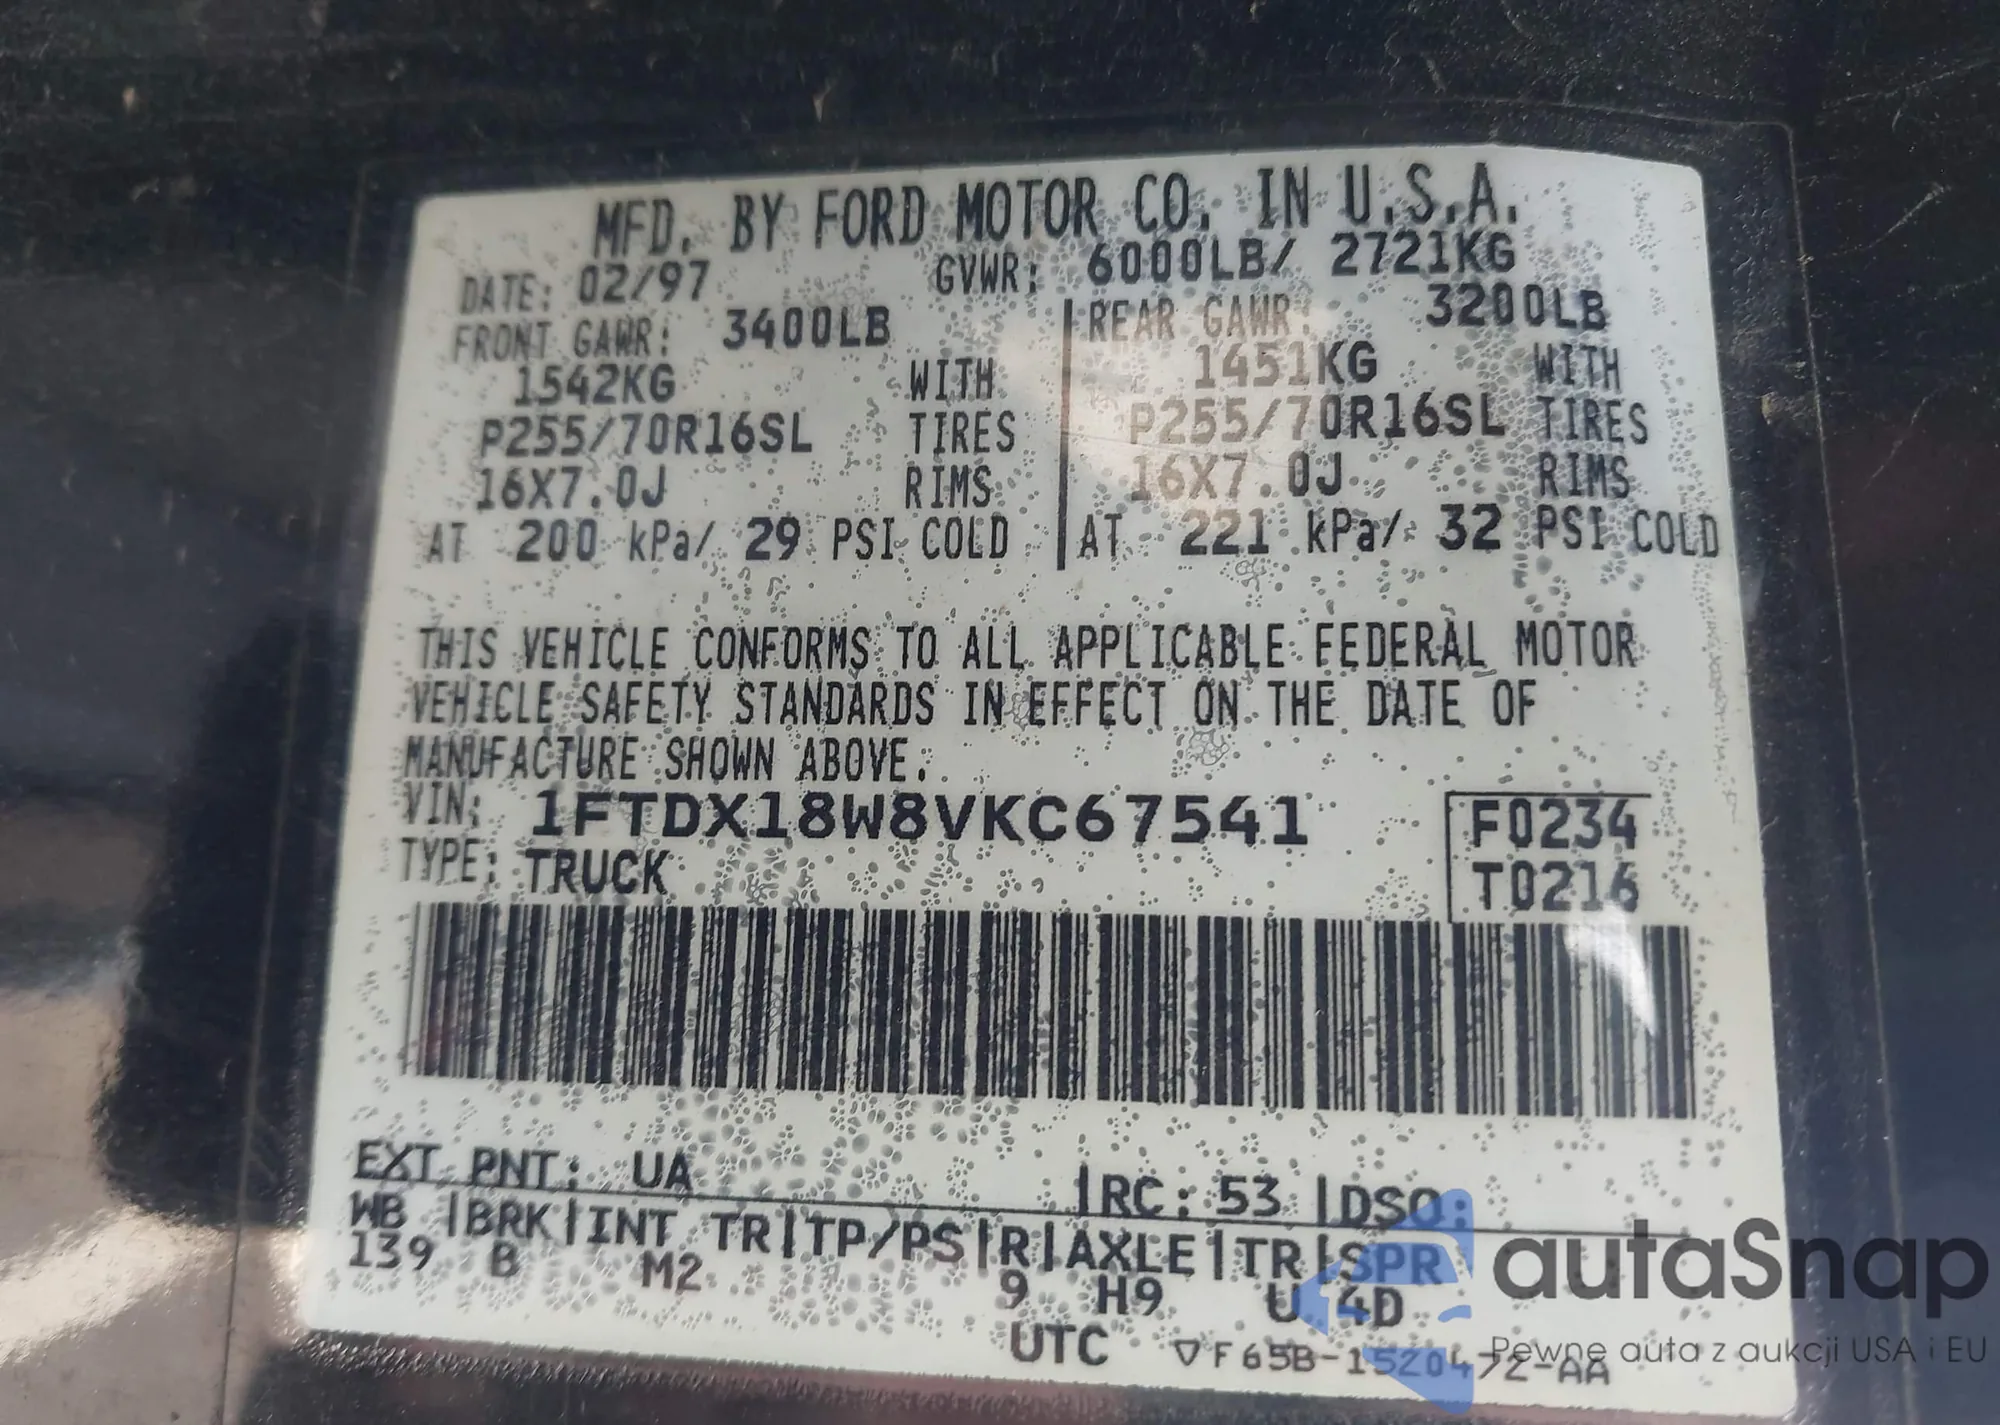 MFD. BY FORD MOTOR CO. IN U.S.A.
DATE: 02/97 GVWR: 6000LB/ 2721KG
FRONT GAWR: 3400LB REAR GAWR: 3200LB
1542KG WITH 1451KG WITH
P255/70R16SL TIRES P255/70R16SL TIRES
16X7.0J RIMS 16X7.0J RIMS
AT 200 kPa/ 29 PSI COLD AT 221 kPa/ 32 PSI COLD
THIS VEHICLE CONFORMS TO ALL APPLICABLE FEDERAL MOTOR
VEHICLE SAFETY STANDARDS IN EFFECT ON THE DATE OF
MANUFACTURE SHOWN ABOVE.
VIN: 1FTDX18W8VKC67541 F0234
TYPE: TRUCK T0216
EXT PNT: UA RC: 53 DSO:
WB BRK INT TR TP/PS R AXLE TR SPR
139 B M2 9 H9 U 4D
UTC ▽F65B-1520472-AA
autaSnap
Pewne auta z aukcji USA i EU